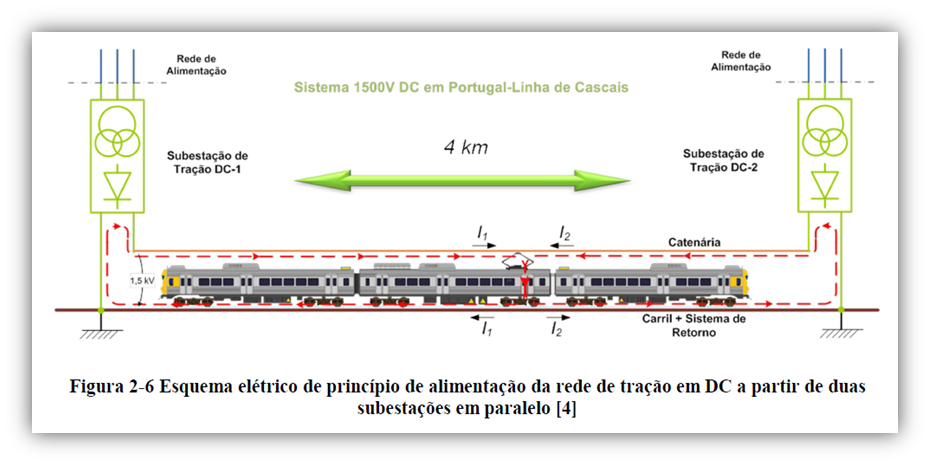 Rede de
Alimentação
Rede de
Alimentação
Sistema 1500V DC em Portugal-Linha de Cascais
Subestação de
Tração DC-1
4 km
Subestação de
Tração DC-2
I1
I2
Catenária
1,5 kV
I1
I2
Carril + Sistema de
Retorno
Figura 2-6 Esquema elétrico de princípio de alimentação da rede de tração em DC a partir de duas
subestações em paralelo [4]